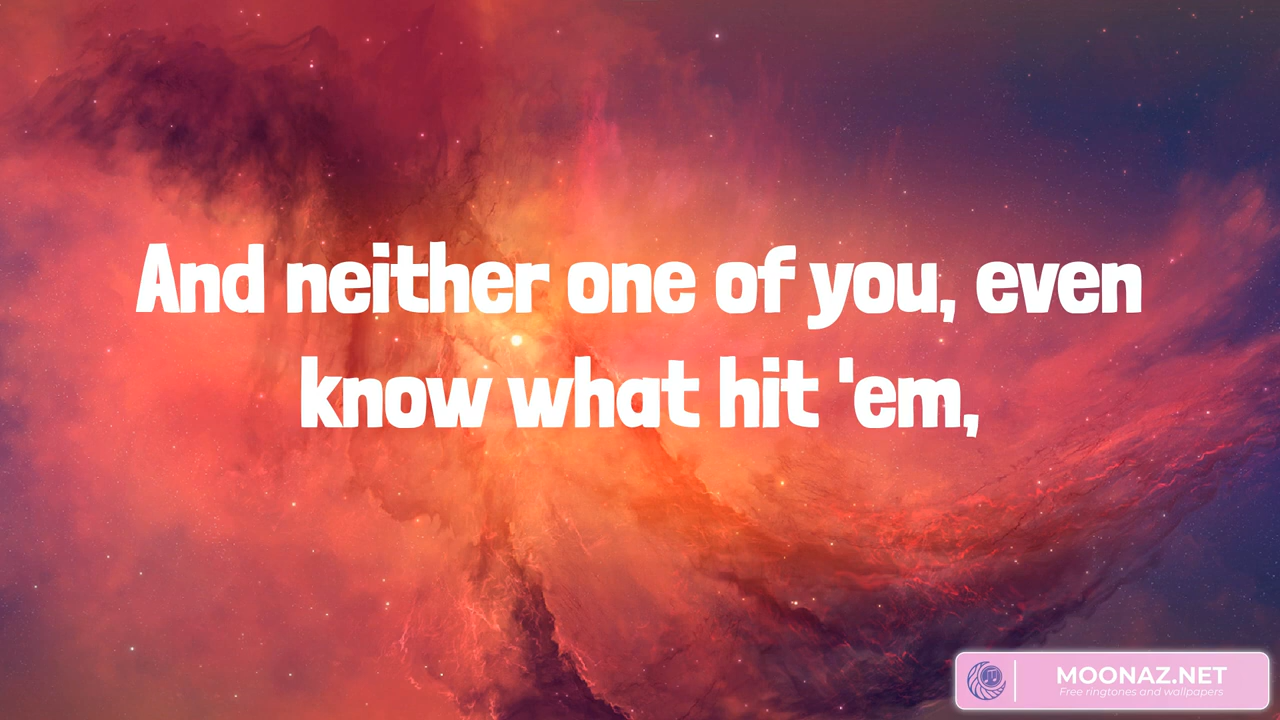 And neither one of you, even
know what hit 'em,
MOONAZ.NET
Free ringtones and wallpapers